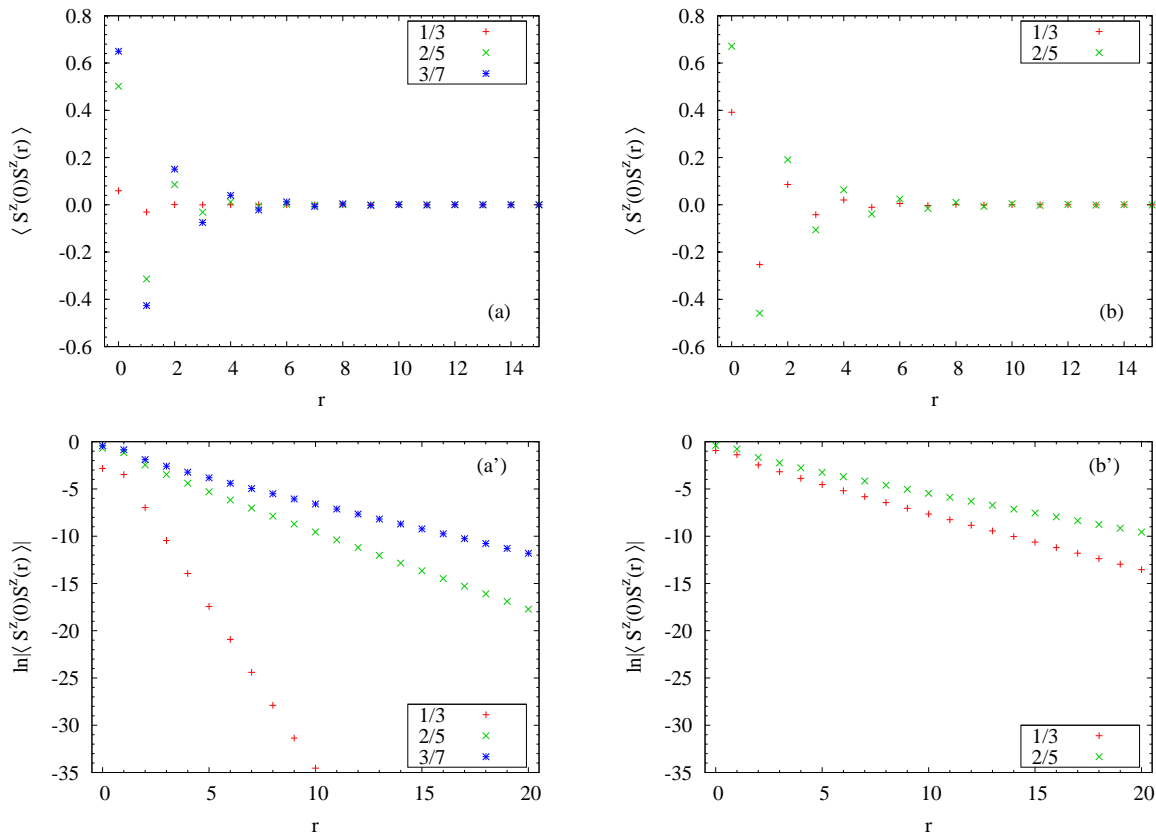 0.8
0.6
0.4
0.2
0.0
-0.2
-0.4
-0.6
⟨ S^z(0)S^z(r) ⟩
0 2 4 6 8 10 12 14
r
1/3
2/5
3/7
(a)
0.8
0.6
0.4
0.2
0.0
-0.2
-0.4
-0.6
⟨ S^z(0)S^z(r) ⟩
0 2 4 6 8 10 12 14
r
1/3
2/5
(b)
0
-5
-10
-15
-20
-25
-30
-35
ln|⟨ S^z(0)S^z(r) ⟩|
0 5 10 15 20
r
(a')
1/3
2/5
3/7
0
-5
-10
-15
-20
-25
-30
-35
ln|⟨ S^z(0)S^z(r) ⟩|
0 5 10 15 20
r
(b')
1/3
2/5